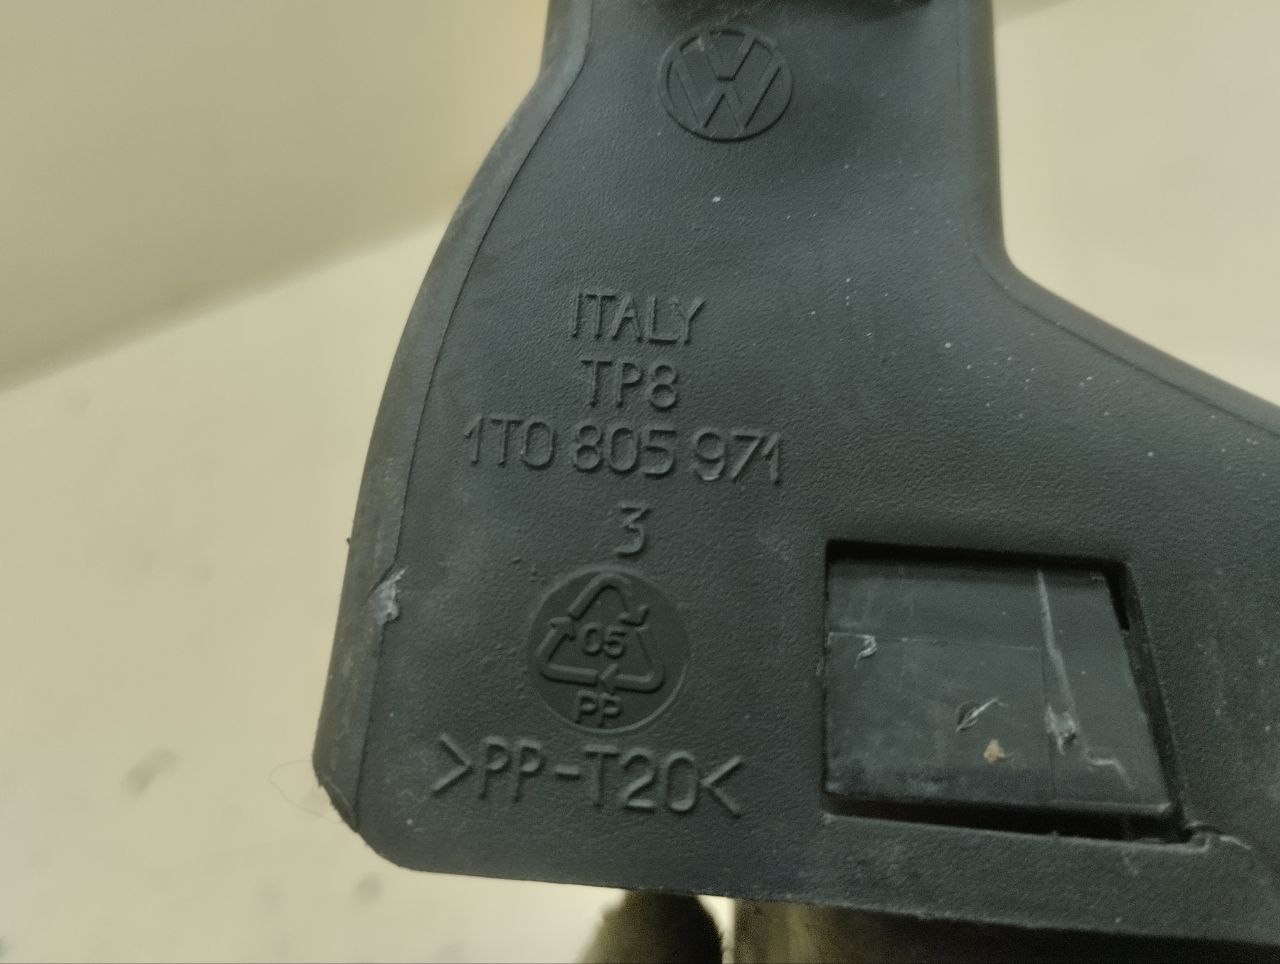 ITALY
TP8
1T0 805 971
3
05
PP
>PP-T20<